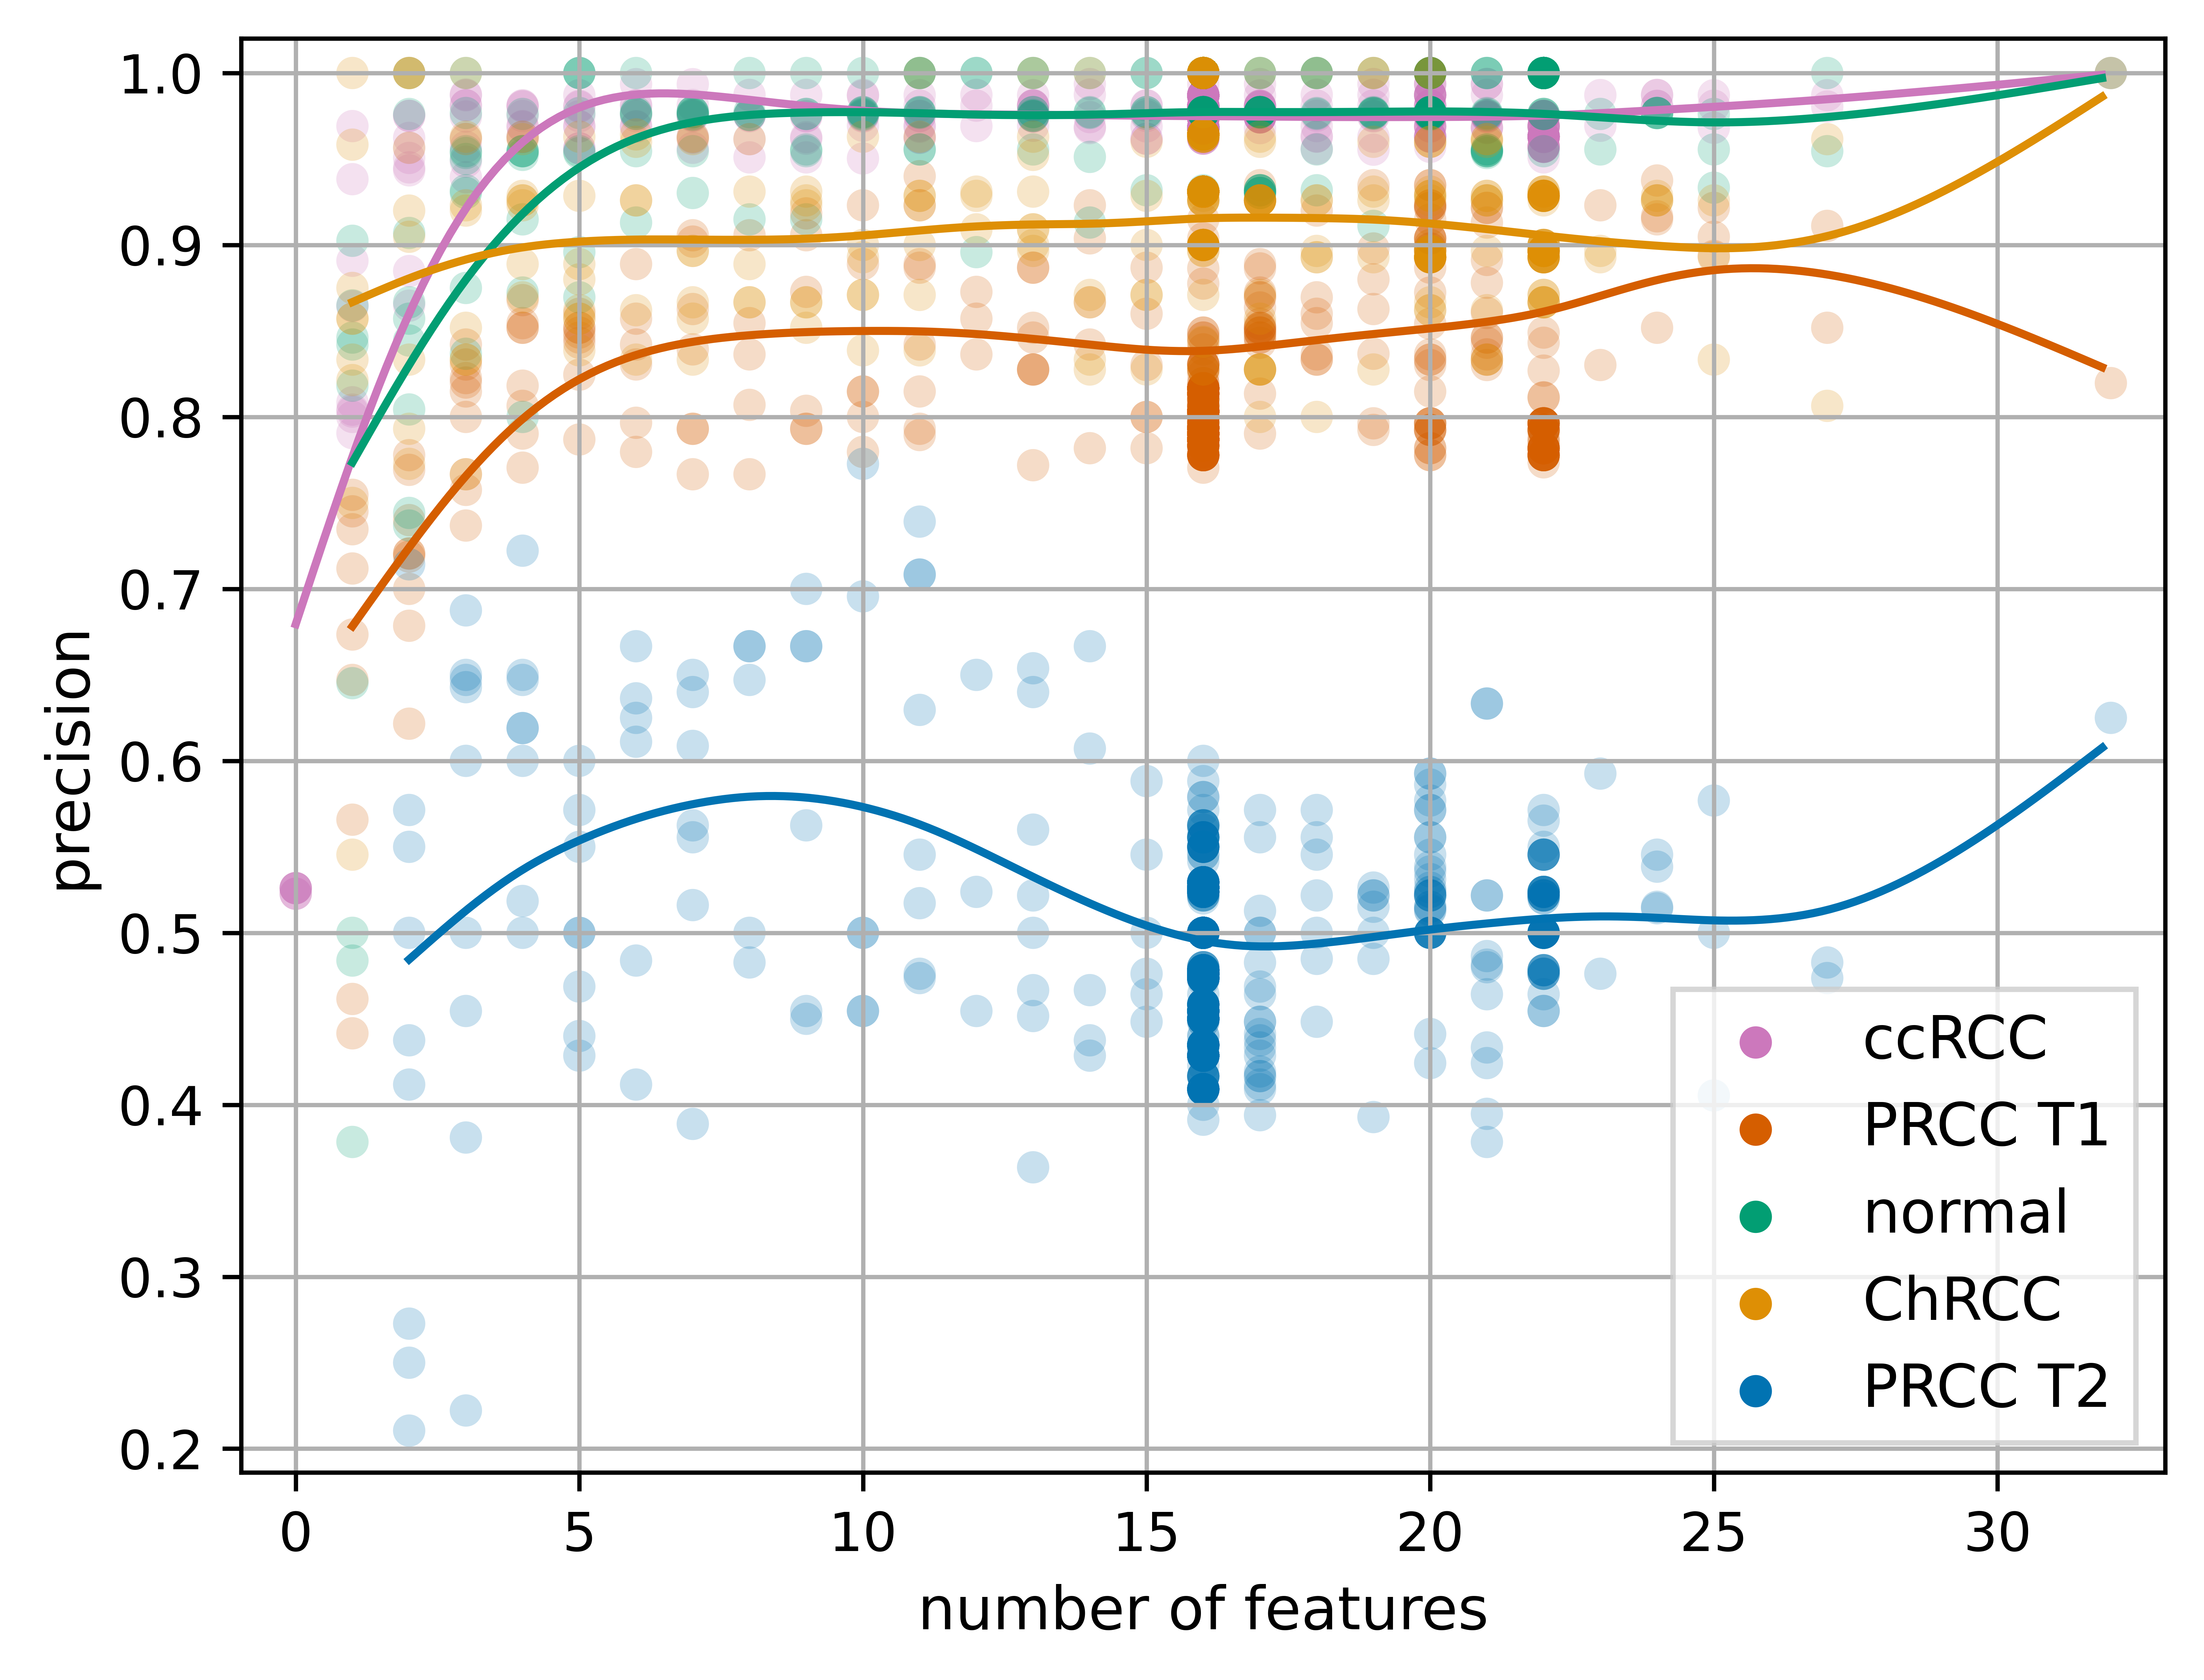 1.0
0.9
0.8
0.7
0.6
0.5
0.4
0.3
0.2
precision
0 5 10 15 20 25 30
number of features
ccRCC
PRCC T1
normal
ChRCC
PRCC T2